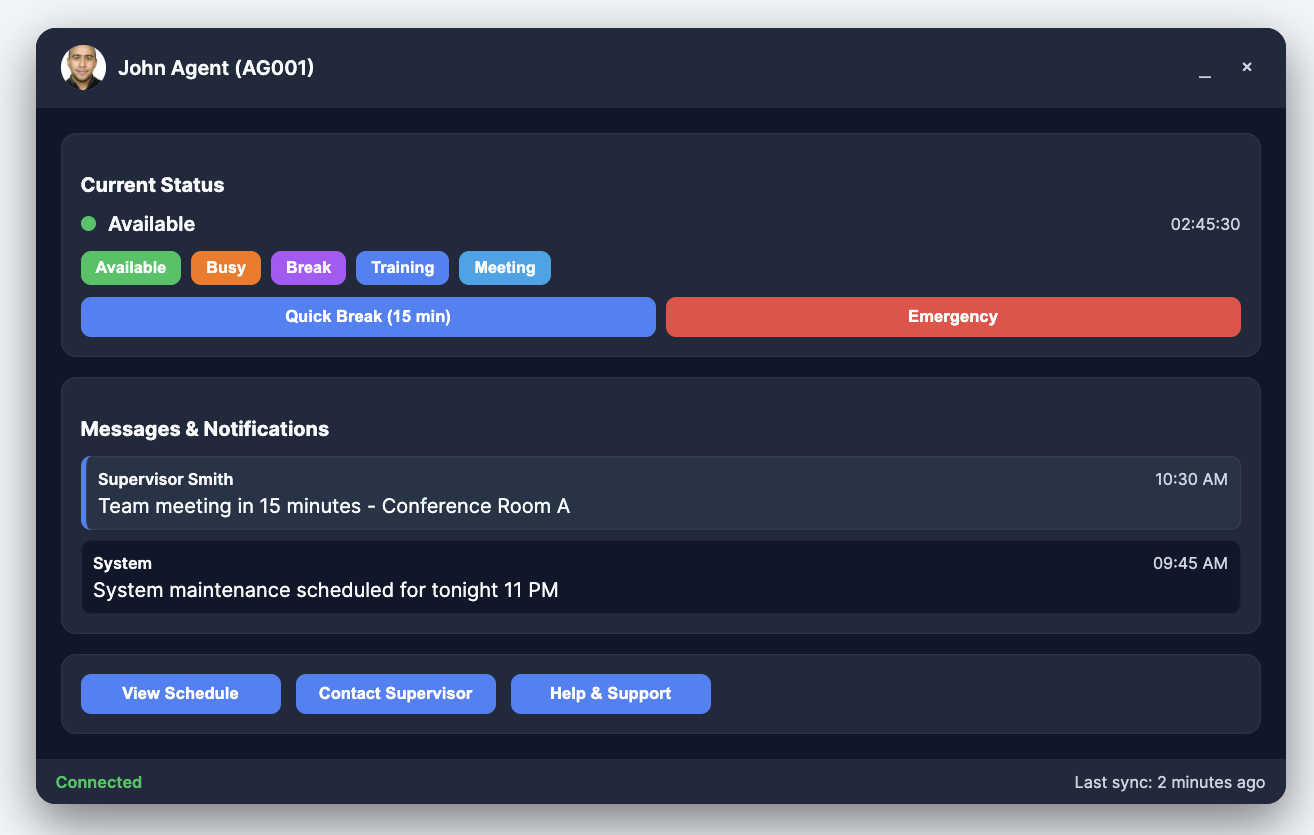 John Agent (AG001)
_ ×
Current Status
Available
02:45:30
Available Busy Break Training Meeting
Quick Break (15 min) Emergency
Messages & Notifications
Supervisor Smith 10:30 AM
Team meeting in 15 minutes - Conference Room A
System 09:45 AM
System maintenance scheduled for tonight 11 PM
View Schedule Contact Supervisor Help & Support
Connected Last sync: 2 minutes ago